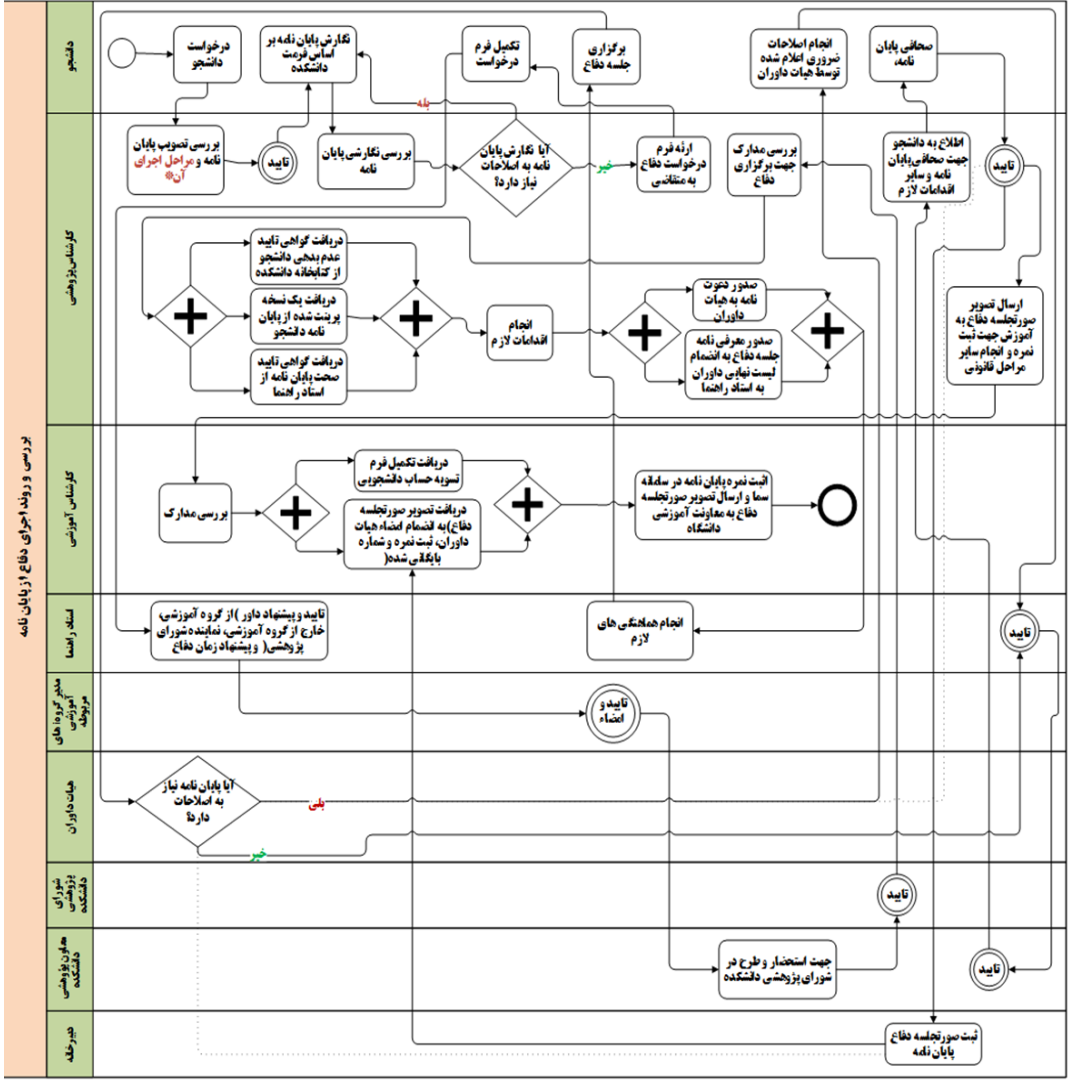 بررسی و روند اجرای دفاع از پایان نامه
دانشجو
درخواست
دانشجو
نگارش پایان نامه بر
اساس فرمت
دانشکده
تکمیل فرم
درخواست
برگزاری
جلسه دفاع
انجام اصلاحات
ضروری اعلام شده
توسط هیات داوران
صحافی پایان
نامه،
بله
کارشناس پژوهشی
بررسی تصویب پایان
نامه و مراحل اجرای
آن*
تایید
بررسی نگارشی پایان
نامه
آیا نگارش پایان
نامه به اصلاحات
نیاز دارد؟
خیر
ارئه فرم
درخواست دفاع
به متقاضی
بررسی مدارک
جهت برگزاری
دفاع
اطلاع به دانشجو
جهت صحافی پایان
نامه و سایر
اقدامات لازم
تایید
دریافت گواهی تایید
عدم بدهی دانشجو
از کتابخانه دانشکده
دریافت یک نسخه
پرینت شده از پایان
نامه دانشجو
دریافت گواهی تایید
صحت پایان نامه از
استاد راهنما
انجام
اقدامات لازم
صدور دعوت
نامه به هیات
داوران
صدور معرفی نامه
جلسه دفاع به انضمام
لیست نهایی داوران
به استاد راهنما
ارسال تصویر
صورتجلسه دفاع به
آموزش جهت ثبت
نمره و انجام سایر
مراحل قانونی
کارشناس آموزشی
بررسی مدارک
دریافت تکمیل فرم
تسویه حساب دانشجویی
دریافت تصویر صورتجلسه
دفاع)به انضمام امضاء هیات
داوران، ثبت نمره و شماره
بایگانی شده(
اثبت نمره پایان نامه در سامانه
سما و ارسال تصویر صورتجلسه
دفاع به معاونت آموزشی
دانشگاه
استاد راهنما
تایید و پیشنهاد داور )از گروه آموزشی،
خارج از گروه آموزشی، نماینده شورای
پژوهشی( و پیشنهاد زمان دفاع
انجام هماهنگی های
لازم
تایید
مدیر گروه/ های
آموزشی
مربوطه
تایید و
امضاء
هیات داوران
آیا پایان نامه نیاز
به اصلاحات
دارد؟
بلی
خیر
شورای
پژوهشی
دانشکده
تایید
معاون پژوهشی
دانشکده
جهت استحضار و طرح در
شورای پژوهشی دانشکده
تایید
دبیرخانه
ثبت صورتجلسه دفاع
پایان نامه